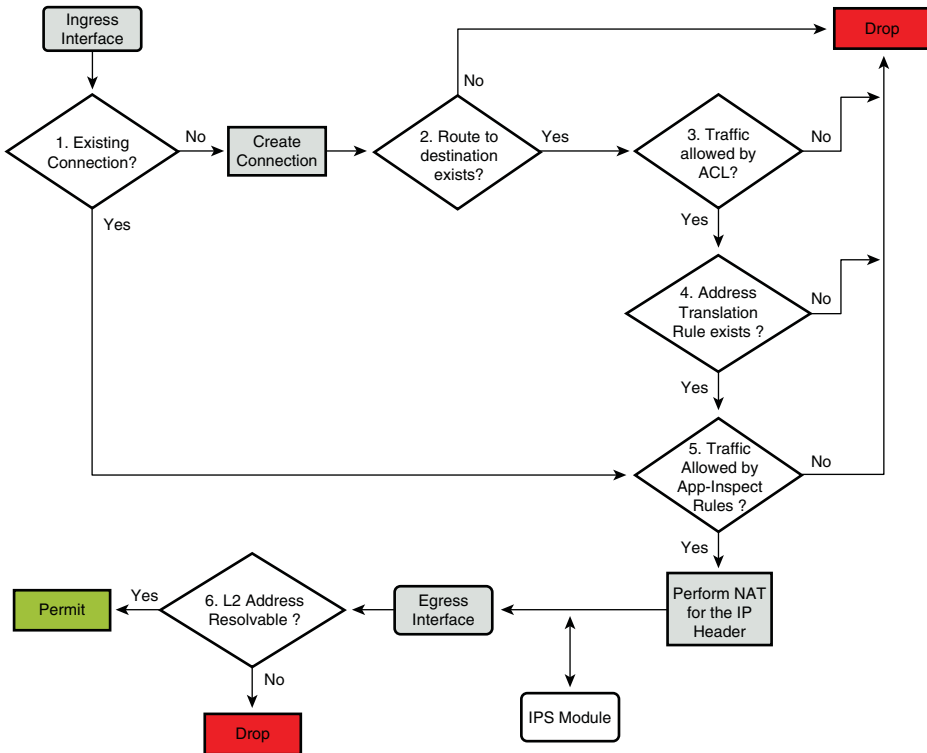 Ingress
Interface
Drop
No
1. Existing
Connection?
No
Create
Connection
2. Route to
destination
exists?
Yes
3. Traffic
allowed by
ACL?
No
Yes
Yes
4. Address
Translation
Rule exists ?
No
Yes
5. Traffic
Allowed by
App-Inspect
Rules ?
No
Yes
Perform NAT
for the IP
Header
Egress
Interface
6. L2 Address
Resolvable ?
Yes
Permit
No
Drop
IPS Module